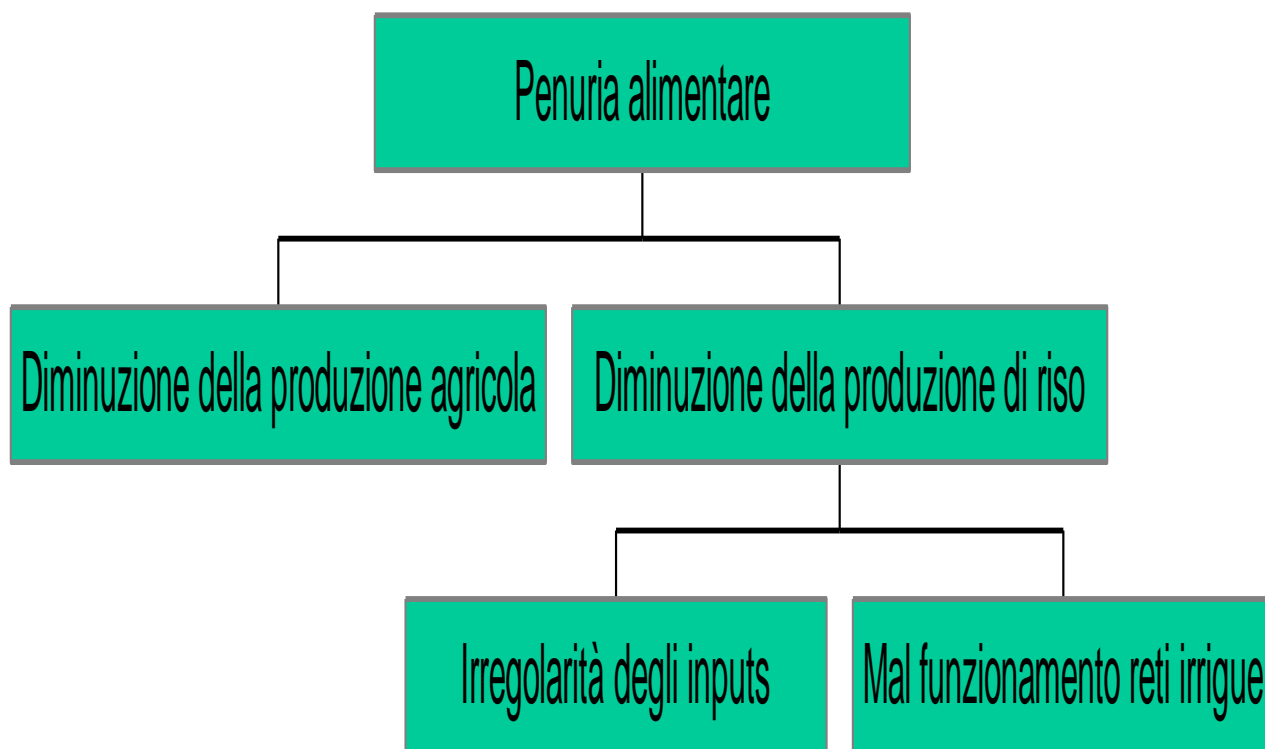 Penuria alimentare
Diminuzione della produzione agricola
Diminuzione della produzione di riso
Irregolarità degli inputs
Mal funzionamento reti irrigue